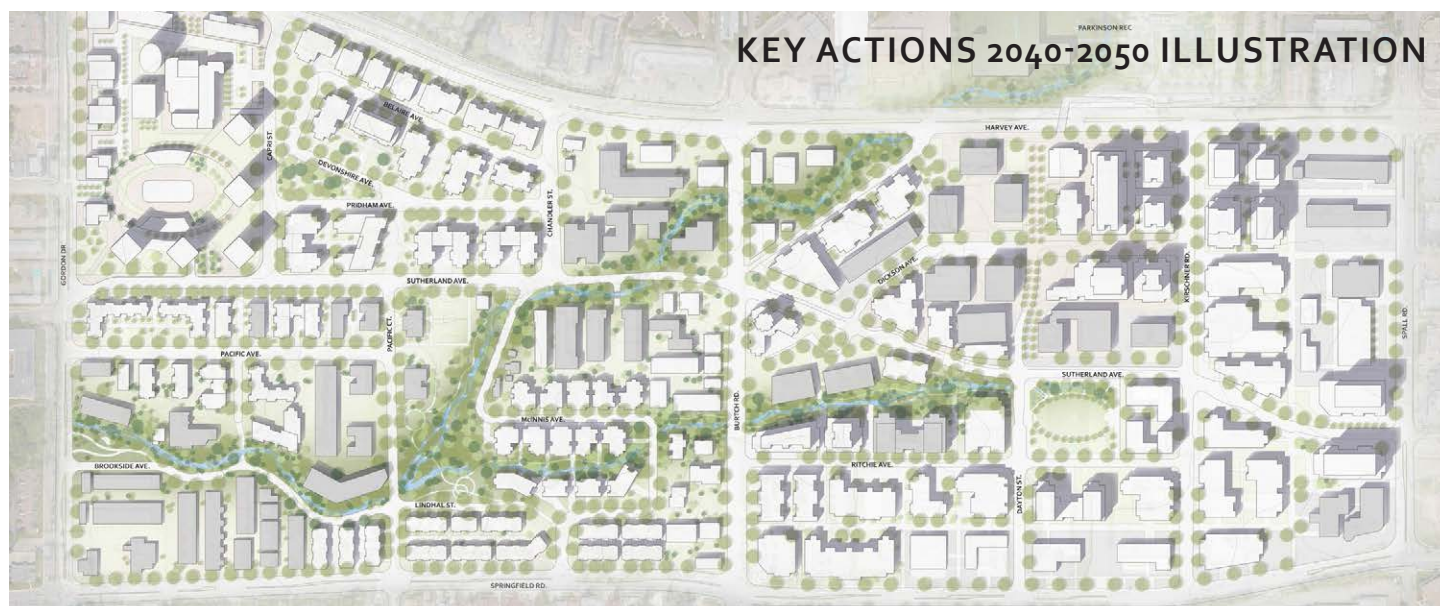 PARKINSON REC
KEY ACTIONS 2040-2050 ILLUSTRATION
HARVEY AVE.
BELAIRE AVE.
CAPRI ST.
DEVONSHIRE AVE.
PRIDHAM AVE.
CHANDLER ST.
GORDON DR
SUTHERLAND AVE.
DICKSON AVE.
KIRSCHNER RD.
SPALL RD.
PACIFIC CT.
PACIFIC AVE.
SUTHERLAND AVE.
BURTCH RD.
McINNIS AVE.
BROOKSIDE AVE.
RITCHIE AVE.
DAYTON ST.
LINDHAL ST.
SPRINGFIELD RD.